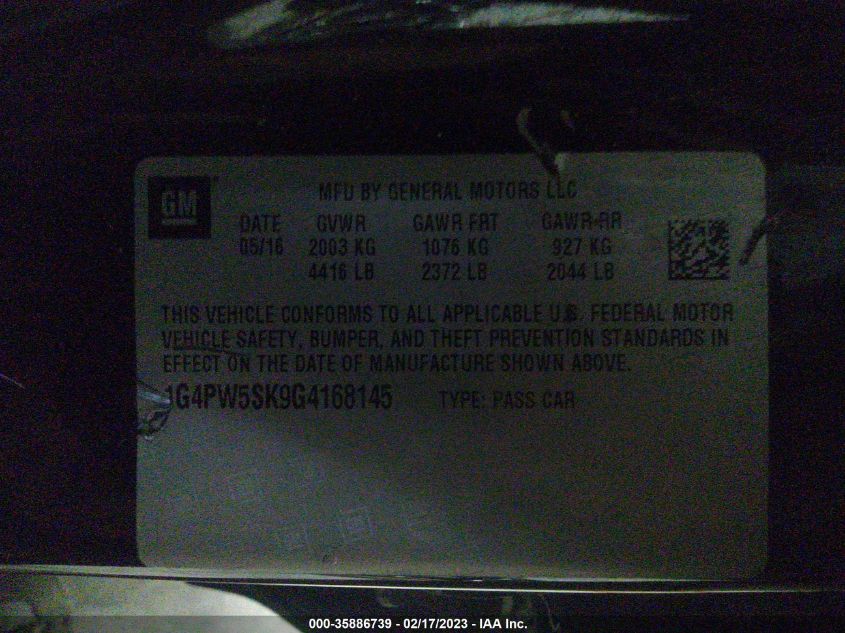 GM
MFD BY GENERAL MOTORS LLC
DATE GVWR GAWR FRT GAWR RR
05/16 2003 KG 1076 KG 927 KG
4416 LB 2372 LB 2044 LB
THIS VEHICLE CONFORMS TO ALL APPLICABLE U.S. FEDERAL MOTOR
VEHICLE SAFETY, BUMPER, AND THEFT PREVENTION STANDARDS IN
EFFECT ON THE DATE OF MANUFACTURE SHOWN ABOVE.
1G4PW5SK9G4168145 TYPE: PASS CAR
000-35886739 - 02/17/2023 - IAA Inc.